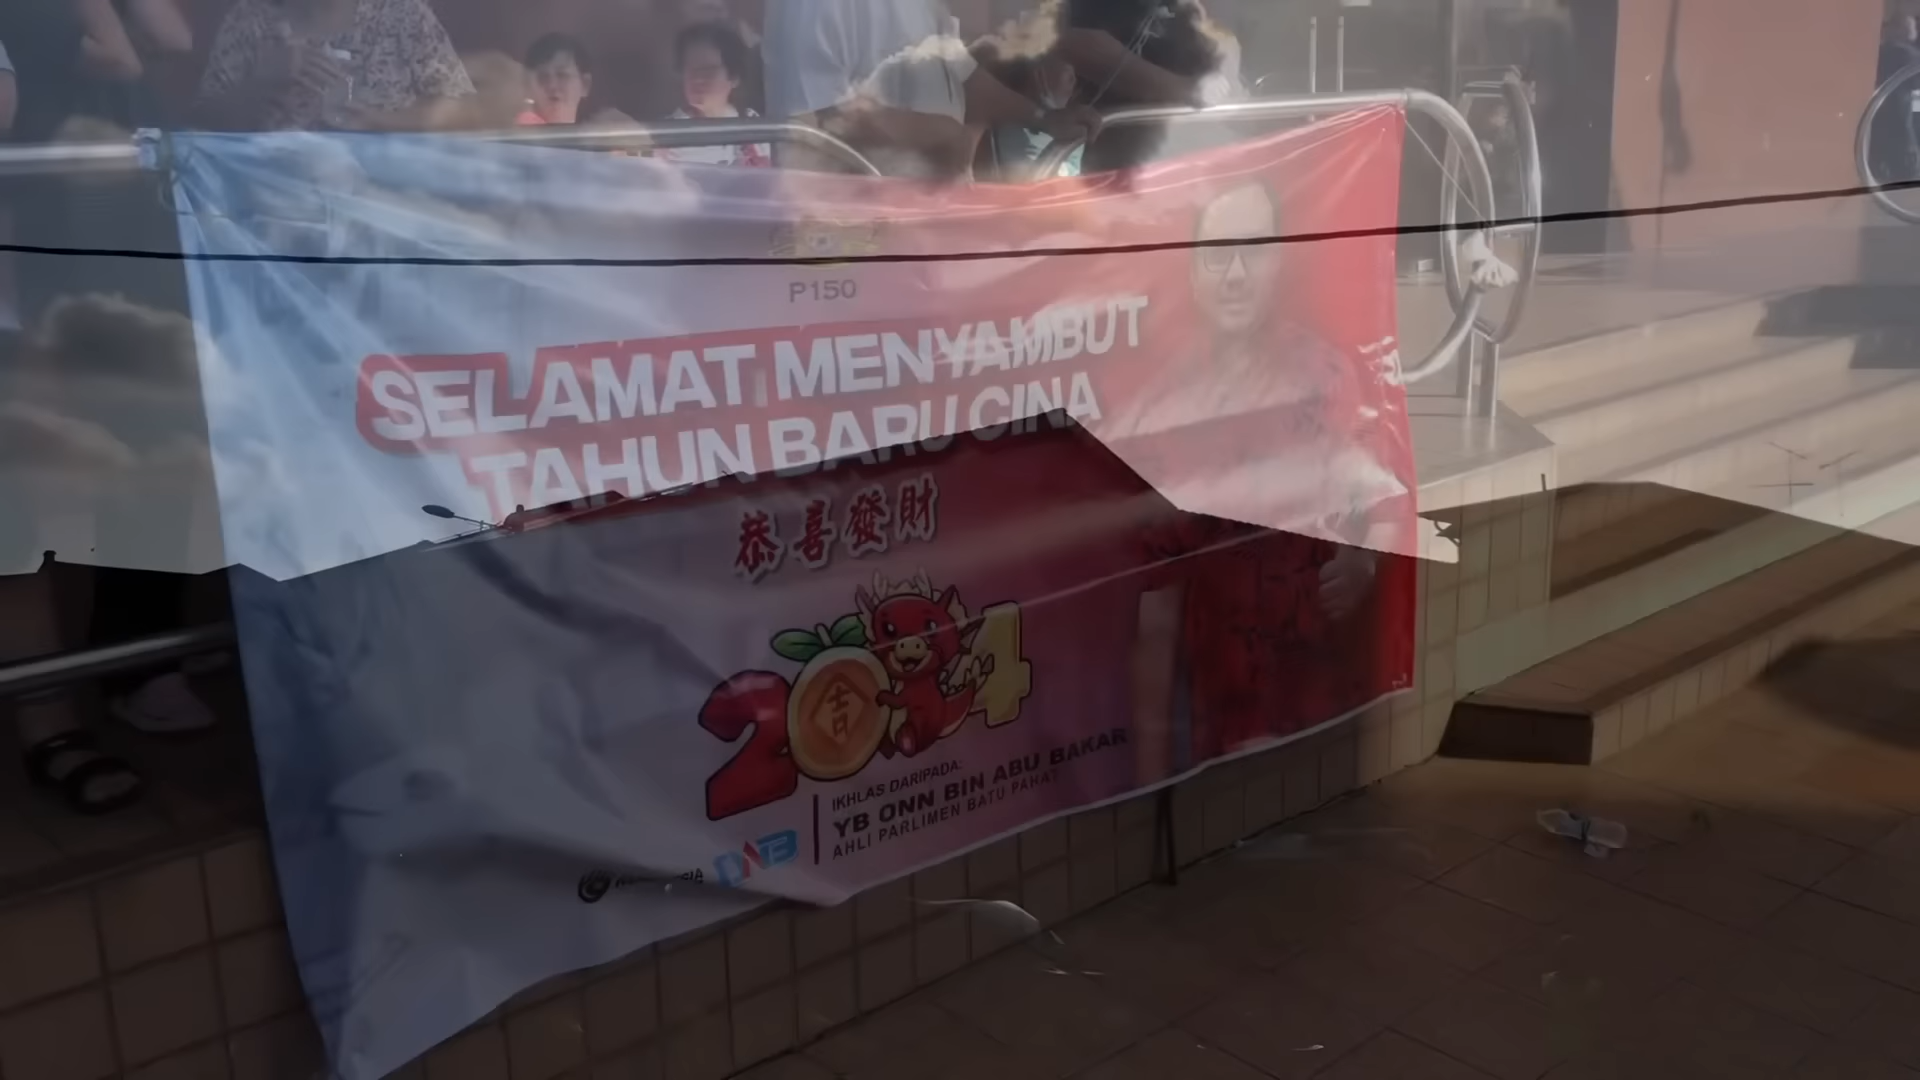 P150
SELAMAT MENYAMBUT
TAHUN BARU CINA
恭喜發財
2024
吉
IKHLAS DARIPADA:
YB ONN BIN ABU BAKAR
AHLI PARLIMEN BATU PAHAT